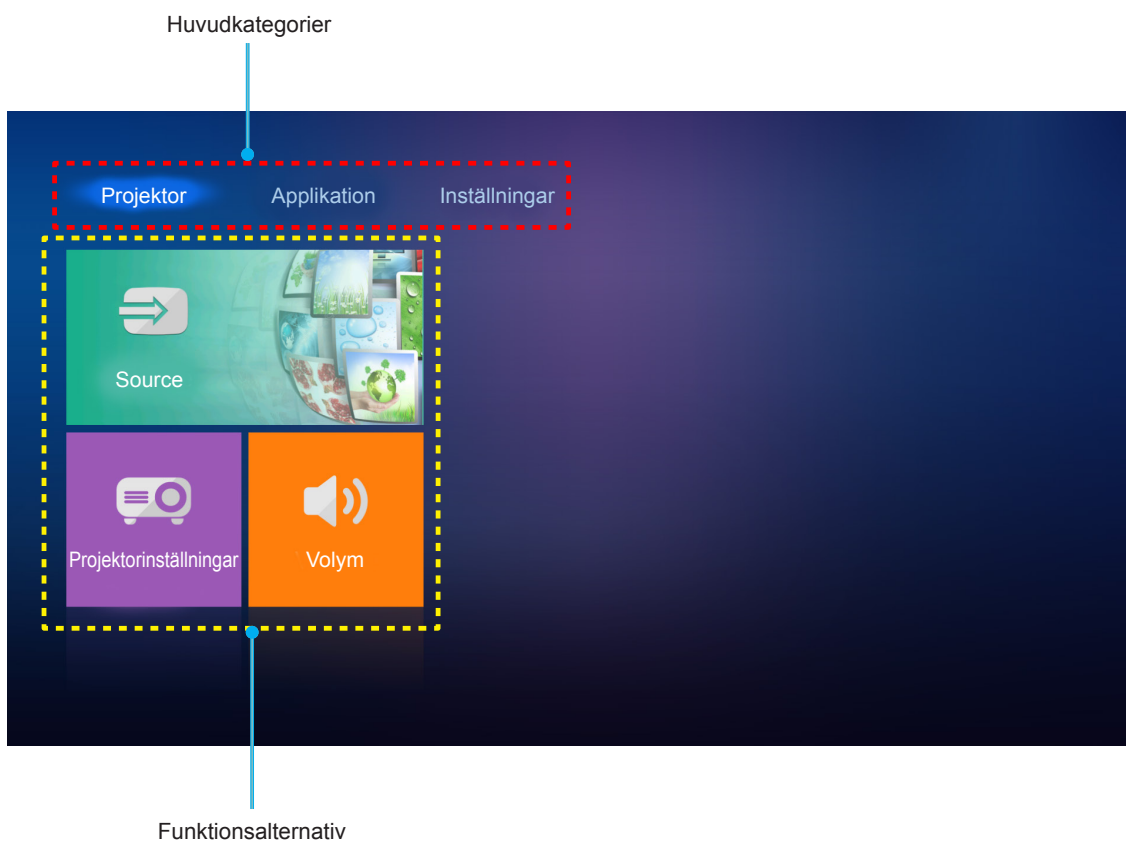 Huvudkategorier
Projektor Applikation Inställningar
Source
Projektorinställningar Volym
Funktionsalternativ